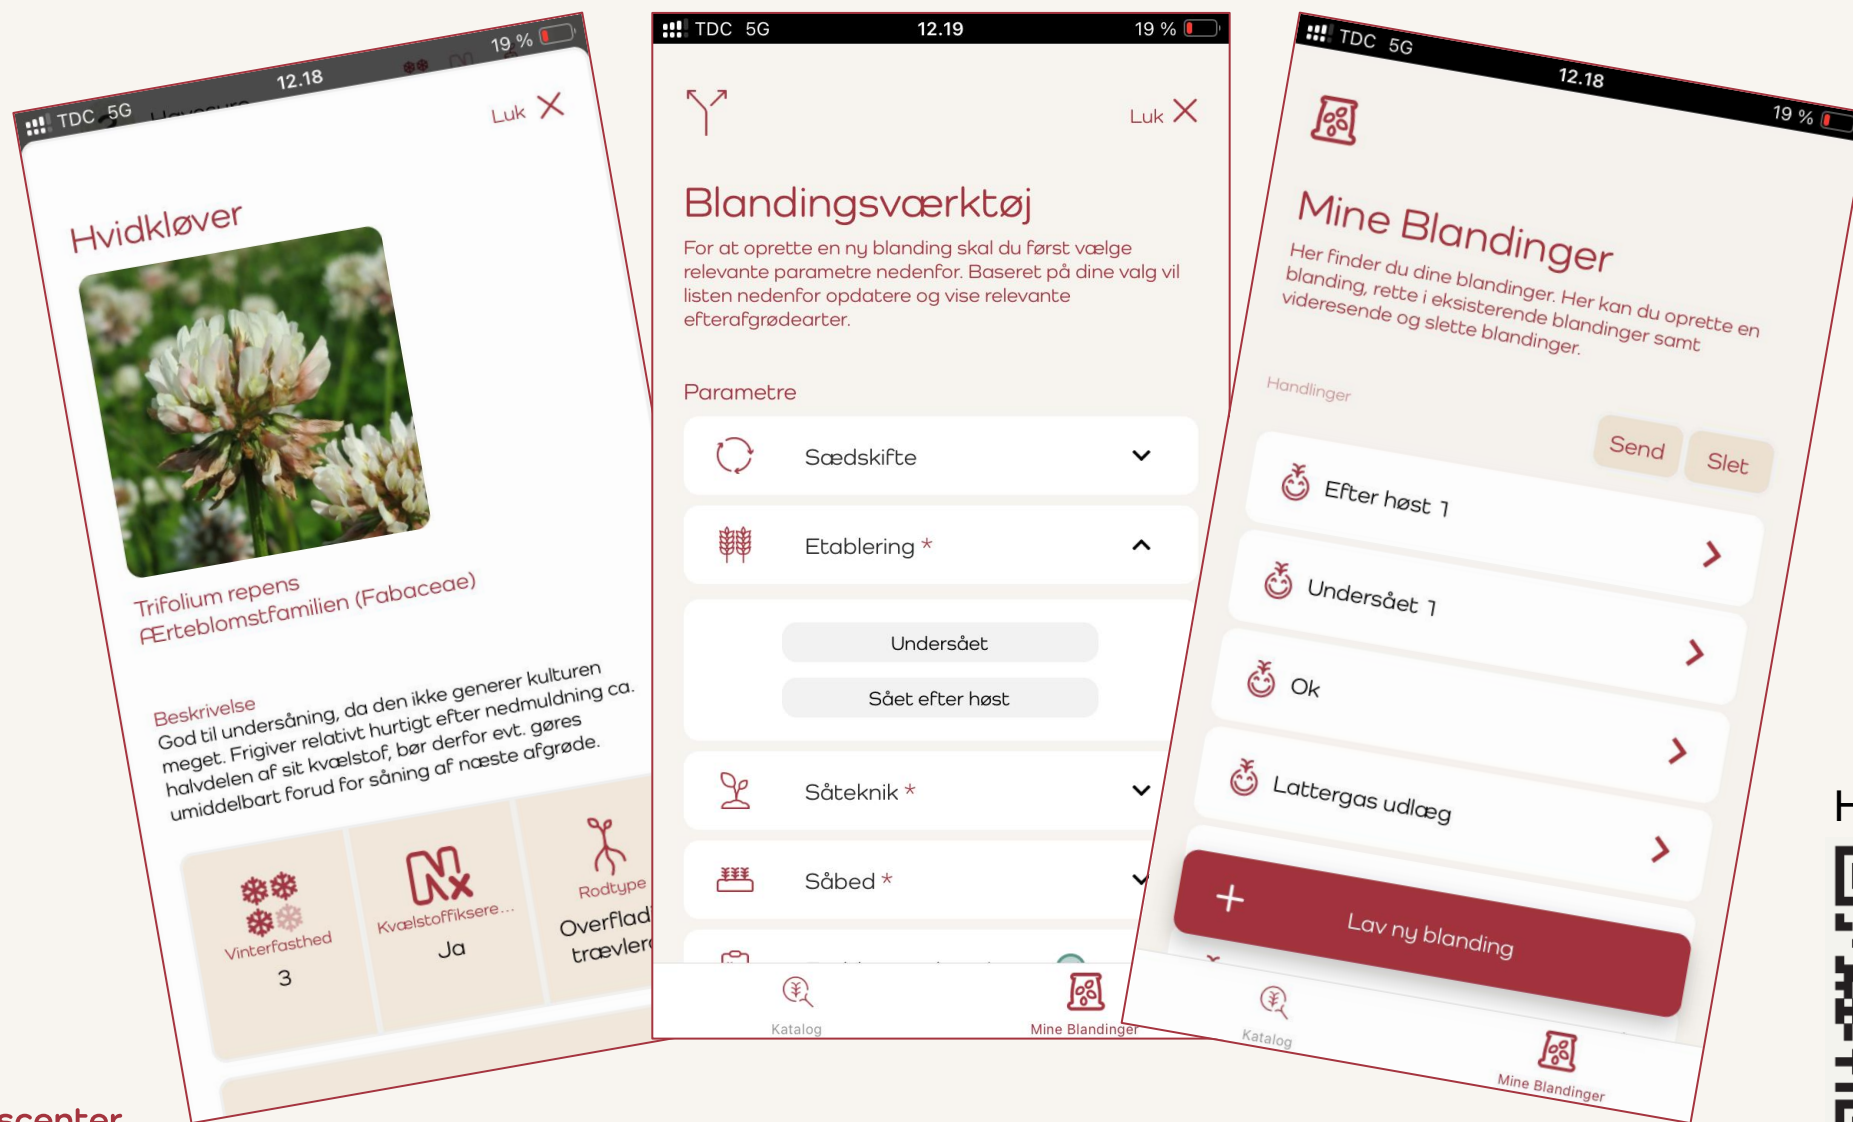 TDC 5G
12.18
19 %
Luk
Hvidkløver
Trifolium repens
Ærteblomstfamilien (Fabaceae)
Beskrivelse
God til undersåning, da den ikke generer kulturen
meget. Frigiver relativt hurtigt efter nedmuldning ca.
halvdelen af sit kvælstof, bør derfor evt. gøres
umiddelbart forud for såning af næste afgrøde.
Vinterfasthed
3
Kvælstoffiksere...
Ja
Rodtype
Overfladi
trævlero
TDC 5G
12.19
19 %
Luk
Blandingsværktøj
For at oprette en ny blanding skal du først vælge
relevante parametre nedenfor. Baseret på dine valg vil
listen nedenfor opdatere og vise relevante
efterafgrødearter.
Parametre
Sædskifte
Etablering *
Undersået
Sået efter høst
Såteknik *
Såbed *
Katalog
Mine Blandinger
TDC 5G
12.18
19 %
Mine Blandinger
Her finder du dine blandinger. Her kan du oprette en
blanding, rette i eksisterende blandinger samt
videresende og slette blandinger.
Handlinger
Send
Slet
Efter høst 1
Undersået 1
Ok
Lattergas udlæg
+ Lav ny blanding
Katalog
Mine Blandinger
H
scenter